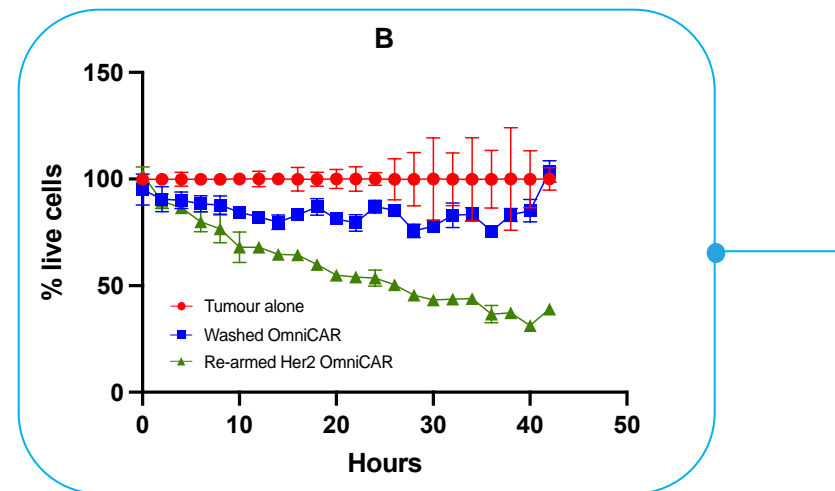 B
% live cells
150
100
50
0
Tumour alone
Washed OmniCAR
Re-armed Her2 OmniCAR
0 10 20 30 40 50
Hours